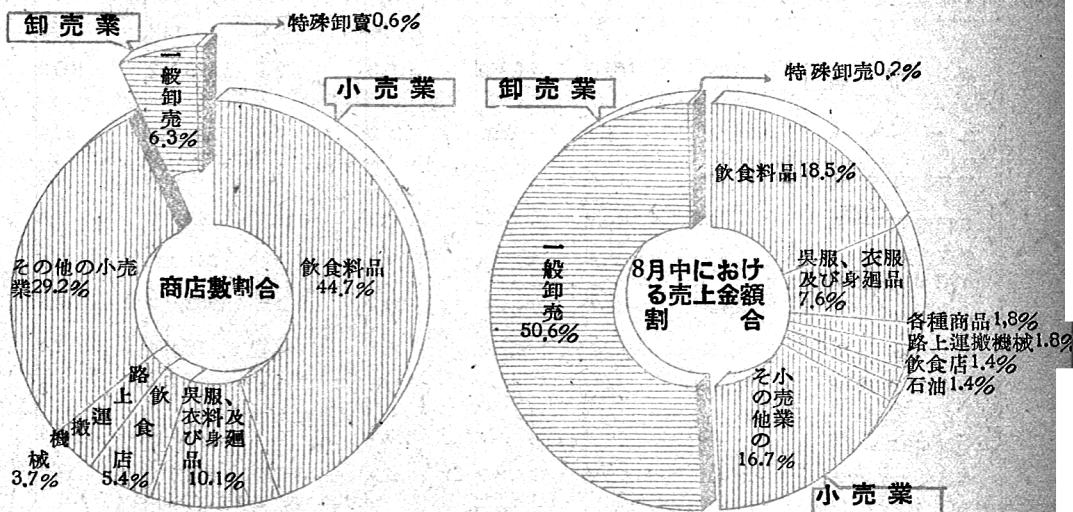 卸売業
特殊卸賣0.6%
一般卸売
6.3%
小売業
飲食料品
44.7%
その他の小売
業29.2%
商店數割合
路上運搬機械
3.7%
飲食店
5.4%
呉服、
衣料及
び身廻
品
10.1%
卸売業
特殊卸売0.2%
飲食料品18.5%
呉服、衣服
及び身廻品
7.6%
一般卸売
50.6%
8月中におけ
る売上金額
割合
各種商品1.8%
路上運搬機械1.8%
飲食店1.4%
石油1.4%
小売業の
その他の
16.7%
小売業